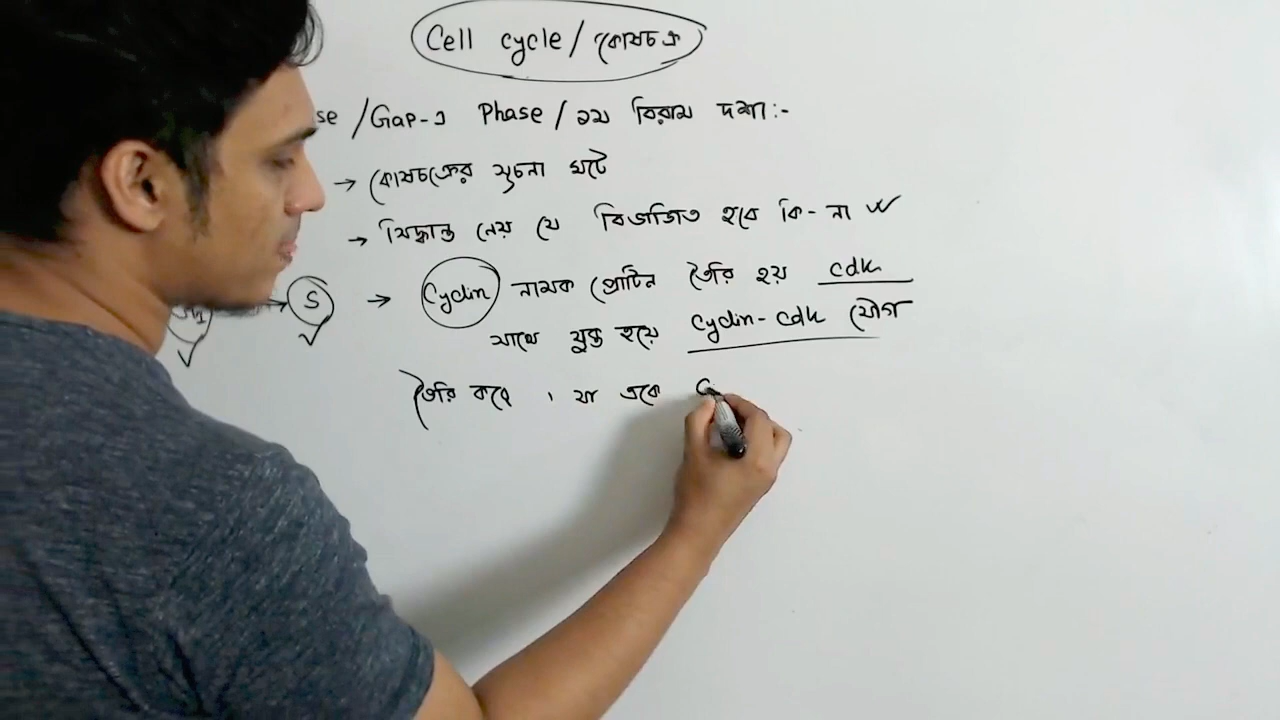 Cell cycle / কোষচক্র
se / Gap-১ Phase / ১ম বিরাম দশা :-
→ কোষচক্রের সূচনা ঘটে
→ সিদ্ধান্ত নেয় যে বিভাজিত হবে কি-না
S → Cyclin নামক প্রোটিন তৈরি হয় cdk
সাথে যুক্ত হয়ে cyclin-cdk যৌগ
তৈরি করে । যা একে